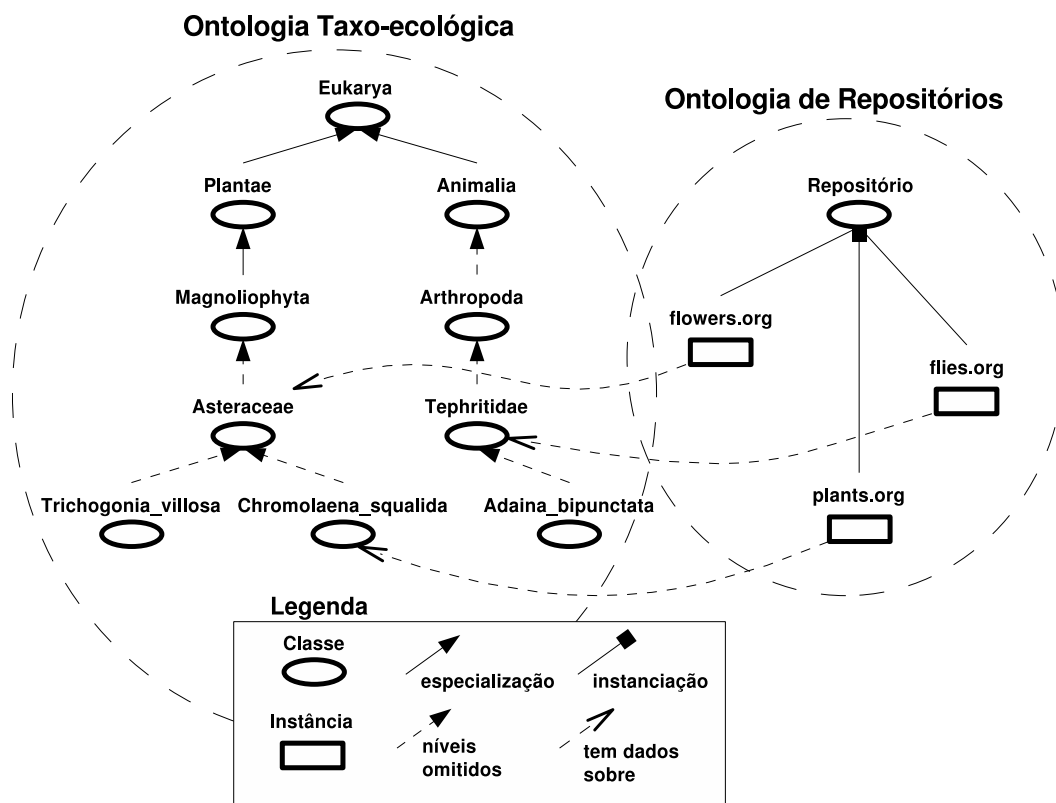 Ontologia Taxo-ecológica
Eukarya
Ontologia de Repositórios
Plantae
Animalia
Repositório
Magnoliophyta
Arthropoda
flowers.org
flies.org
Asteraceae
Tephritidae
plants.org
Trichogonia_villosa
Chromolaena_squalida
Adaina_bipunctata
Legenda
Classe
especialização
instanciação
Instância
níveis
omitidos
tem dados
sobre